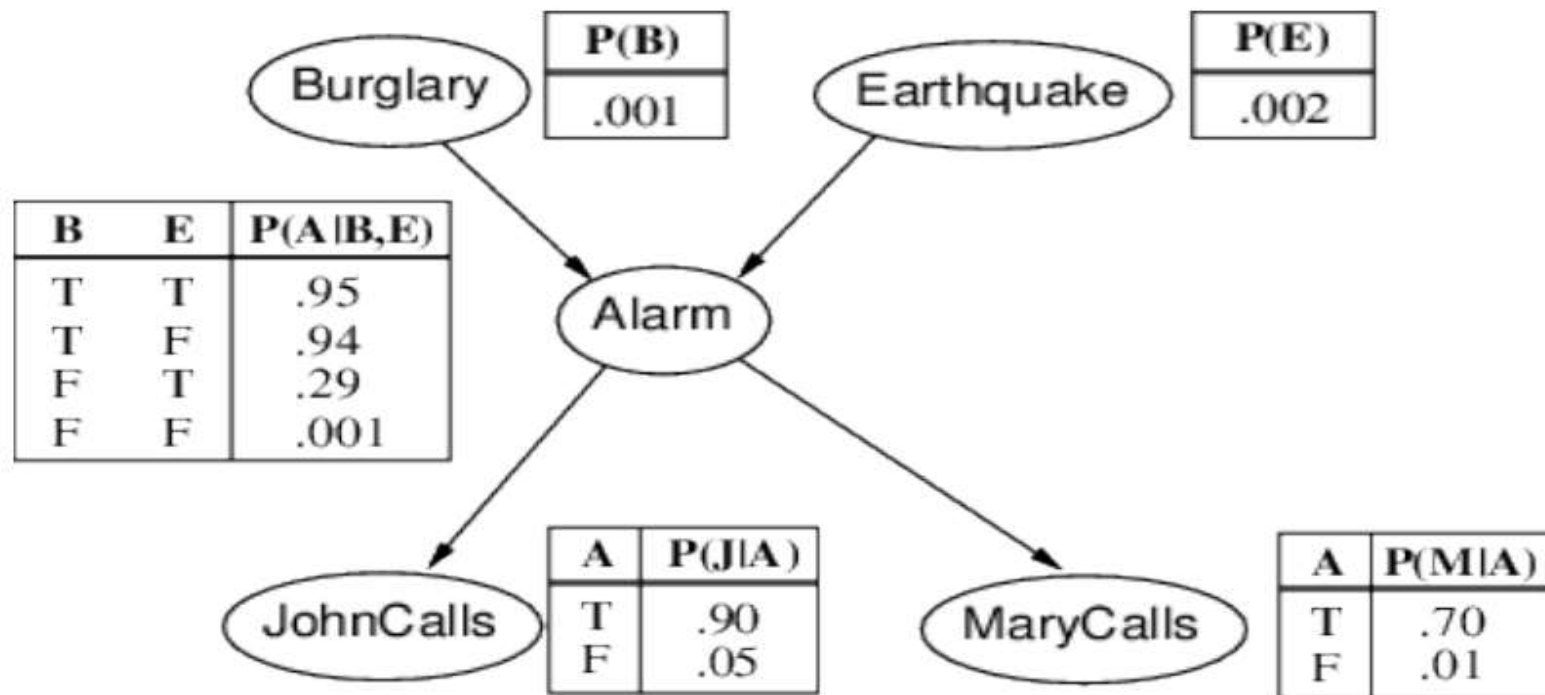 Burglary
P(B)
.001
Earthquake
P(E)
.002
B E P(A|B,E)
T T .95
T F .94
F T .29
F F .001
Alarm
JohnCalls
A P(J|A)
T .90
F .05
MaryCalls
A P(M|A)
T .70
F .01